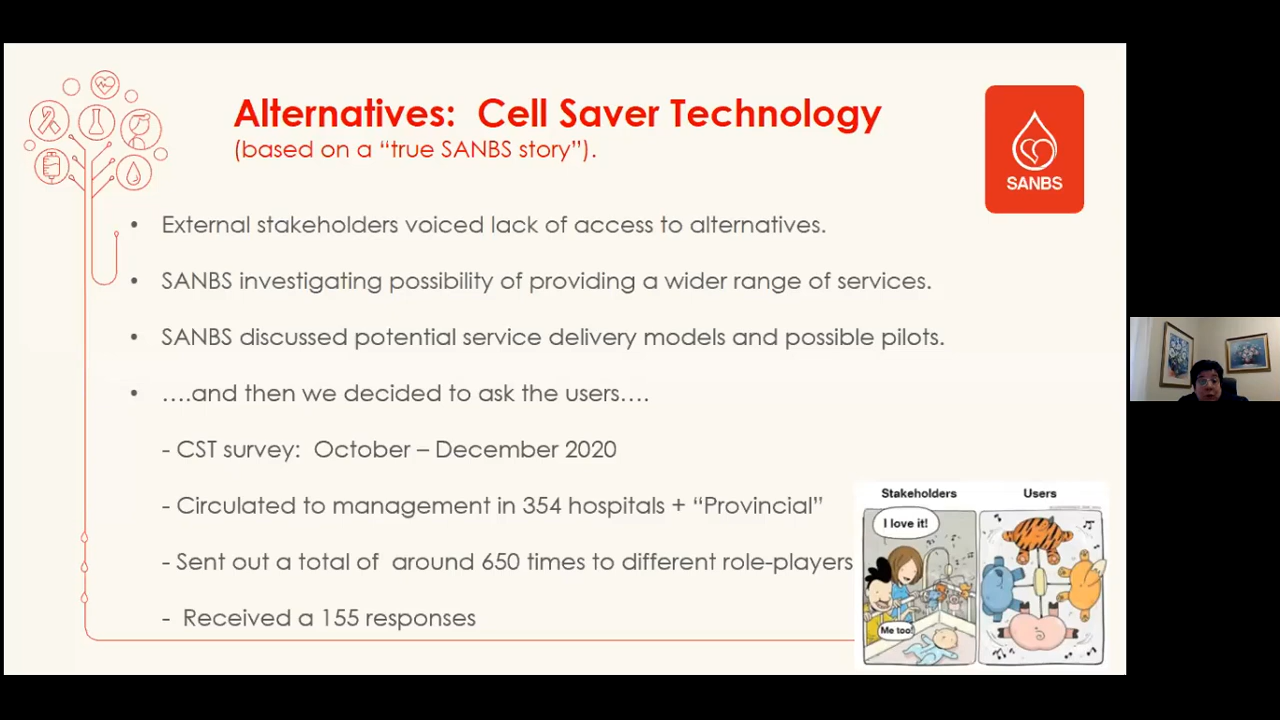 Alternatives: Cell Saver Technology
(based on a “true SANBS story”).
SANBS
• External stakeholders voiced lack of access to alternatives.
• SANBS investigating possibility of providing a wider range of services.
• SANBS discussed potential service delivery models and possible pilots.
• ….and then we decided to ask the users….
- CST survey: October – December 2020
- Circulated to management in 354 hospitals + “Provincial”
- Sent out a total of around 650 times to different role-players
- Received a 155 responses
Stakeholders
Users
I love it!
Me too!